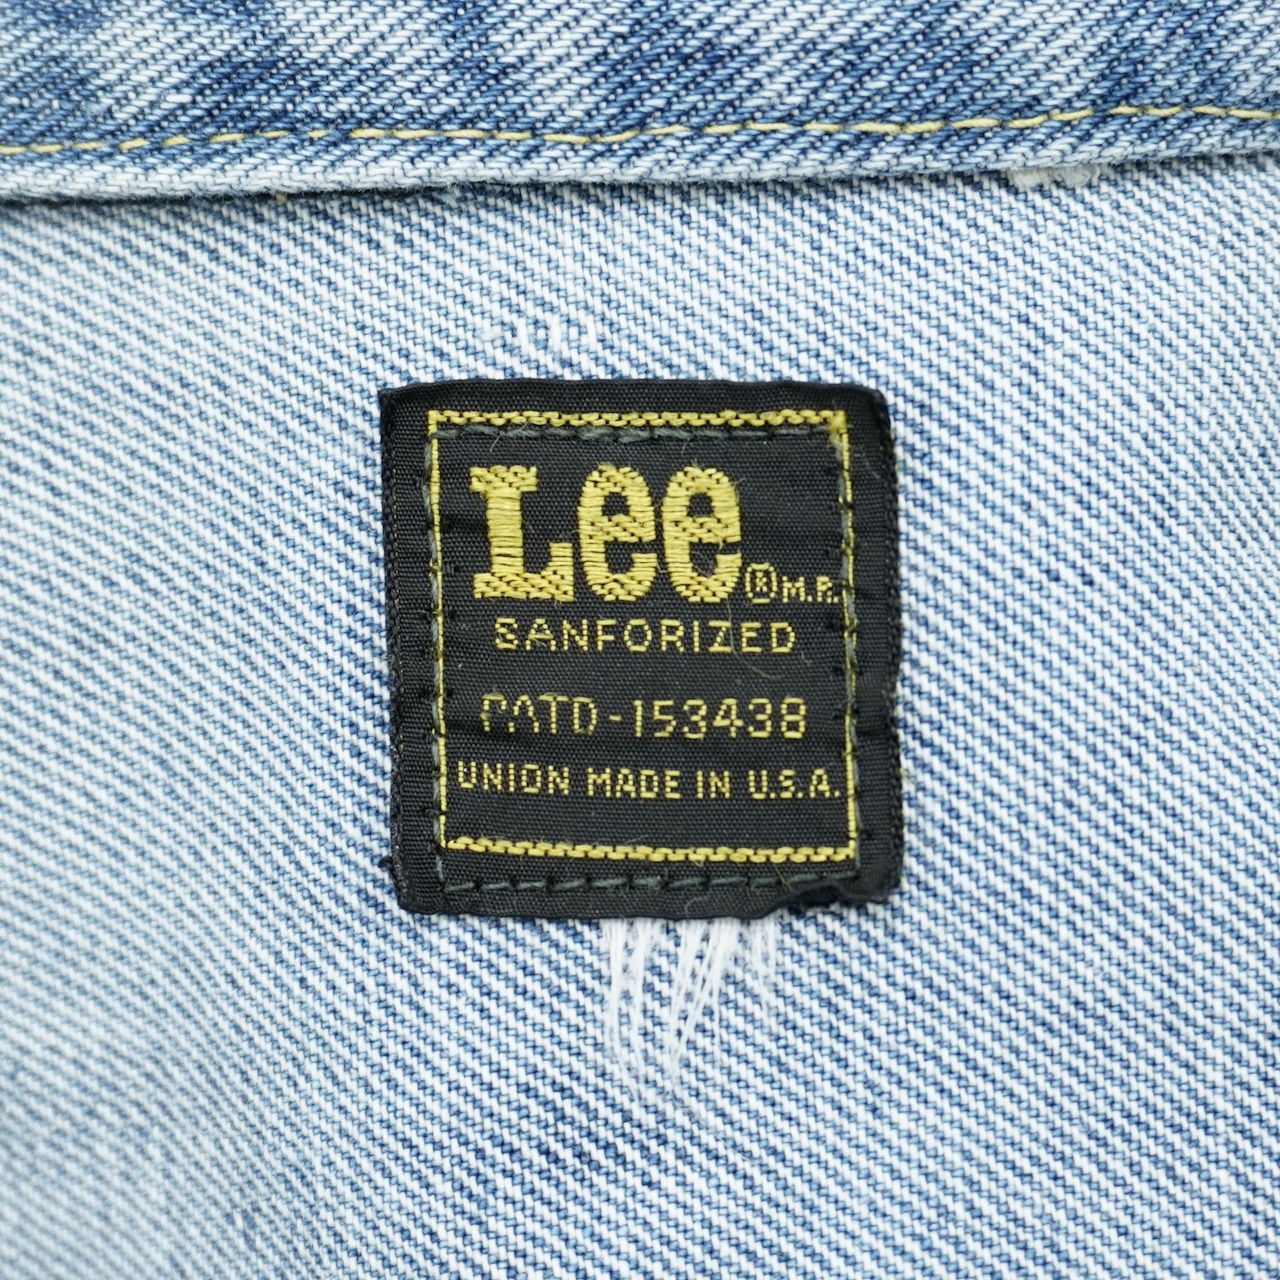 Lee® M.R.
SANFORIZED
PATD-153438
UNION MADE IN U.S.A.